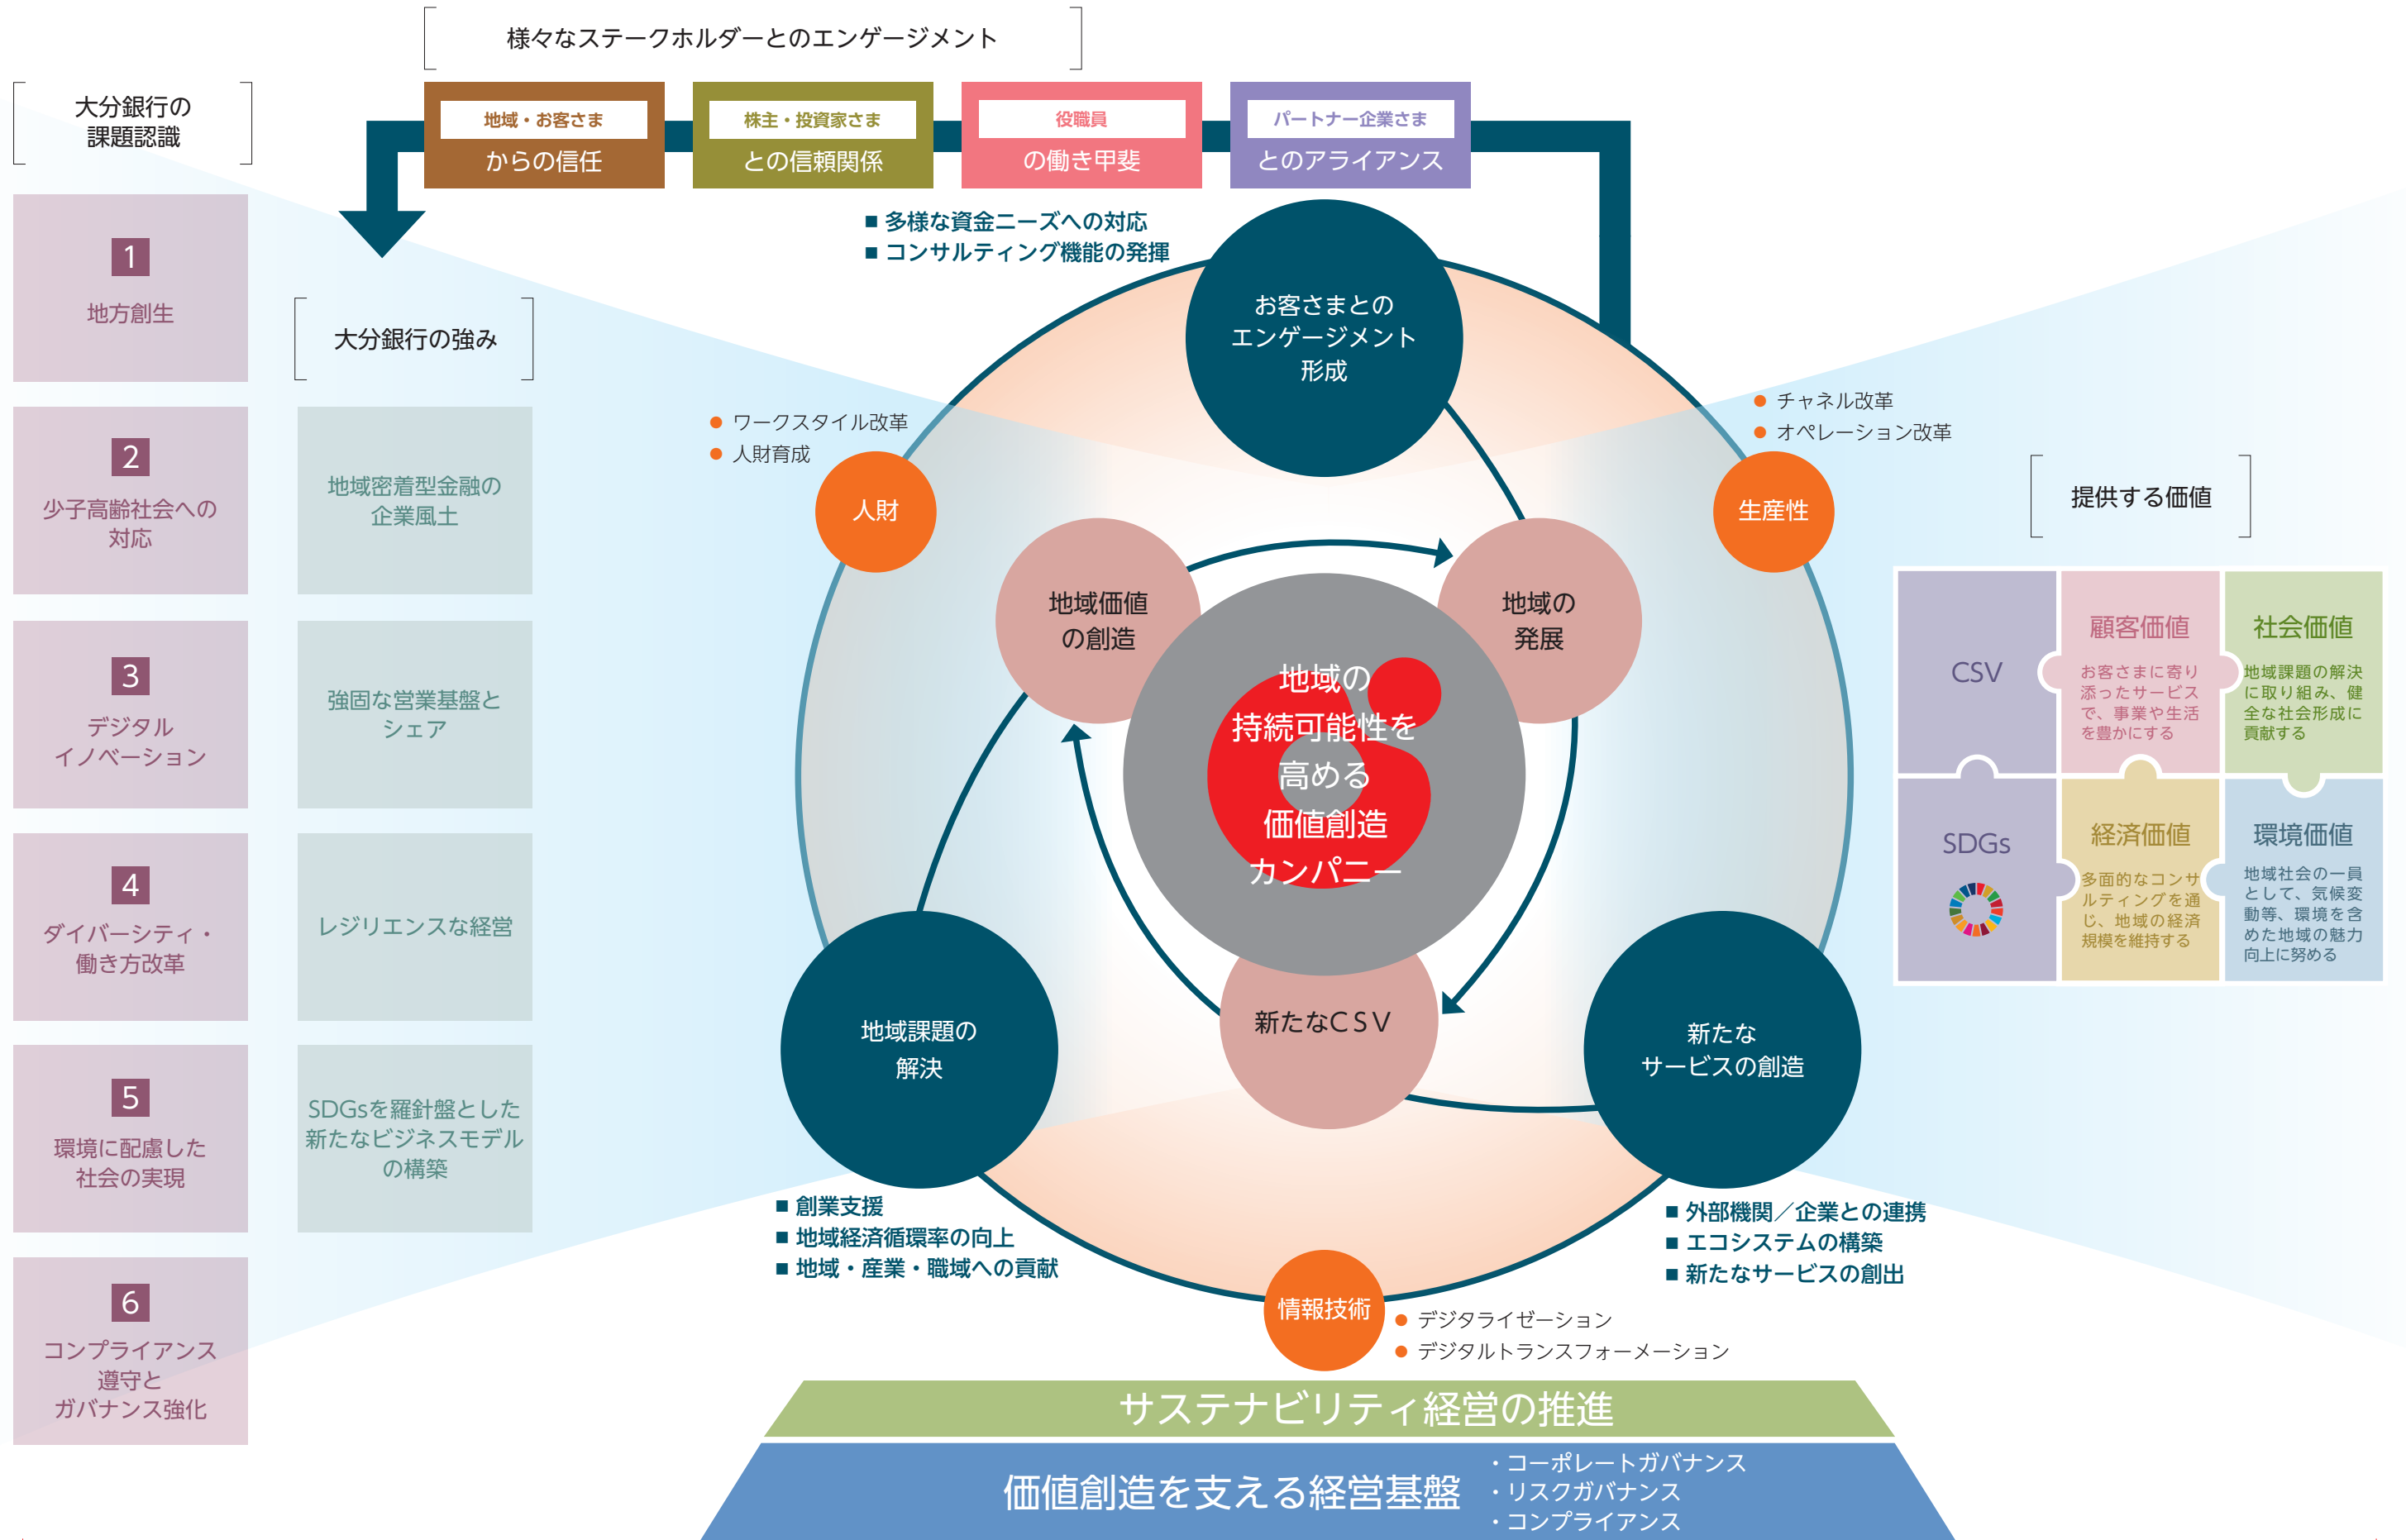 様々なステークホルダーとのエンゲージメント
大分銀行の
課題認識
地域・お客さま
からの信任
株主・投資家さま
との信頼関係
役職員
の働き甲斐
パートナー企業さま
とのアライアンス
1
地方創生
2
少子高齢社会への
対応
3
デジタル
イノベーション
4
ダイバーシティ・
働き方改革
5
環境に配慮した
社会の実現
6
コンプライアンス
遵守と
ガバナンス強化
大分銀行の強み
地域密着型金融の
企業風土
強固な営業基盤と
シェア
レジリエンスな経営
SDGsを羅針盤とした
新たなビジネスモデル
の構築
■ 多様な資金ニーズへの対応
■ コンサルティング機能の発揮
お客さまとの
エンゲージメント
形成
● ワークスタイル改革
● 人財育成
人財
● チャネル改革
● オペレーション改革
生産性
地域価値
の創造
地域の
発展
地域の
持続可能性を
高める
価値創造
カンパニー
新たなCSV
地域課題の
解決
新たな
サービスの創造
■ 創業支援
■ 地域経済循環率の向上
■ 地域・産業・職域への貢献
■ 外部機関／企業との連携
■ エコシステムの構築
■ 新たなサービスの創出
情報技術
● デジタライゼーション
● デジタルトランスフォーメーション
提供する価値
CSV
顧客価値
お客さまに寄り
添ったサービス
で、事業や生活
を豊かにする
社会価値
地域課題の解決
に取り組み、健
全な社会形成に
貢献する
SDGs
経済価値
多面的なコンサ
ルティングを通
じ、地域の経済
規模を維持する
環境価値
地域社会の一員
として、気候変
動等、環境を含
めた地域の魅力
向上に努める
サステナビリティ経営の推進
価値創造を支える経営基盤
・コーポレートガバナンス
・リスクガバナンス
・コンプライアンス